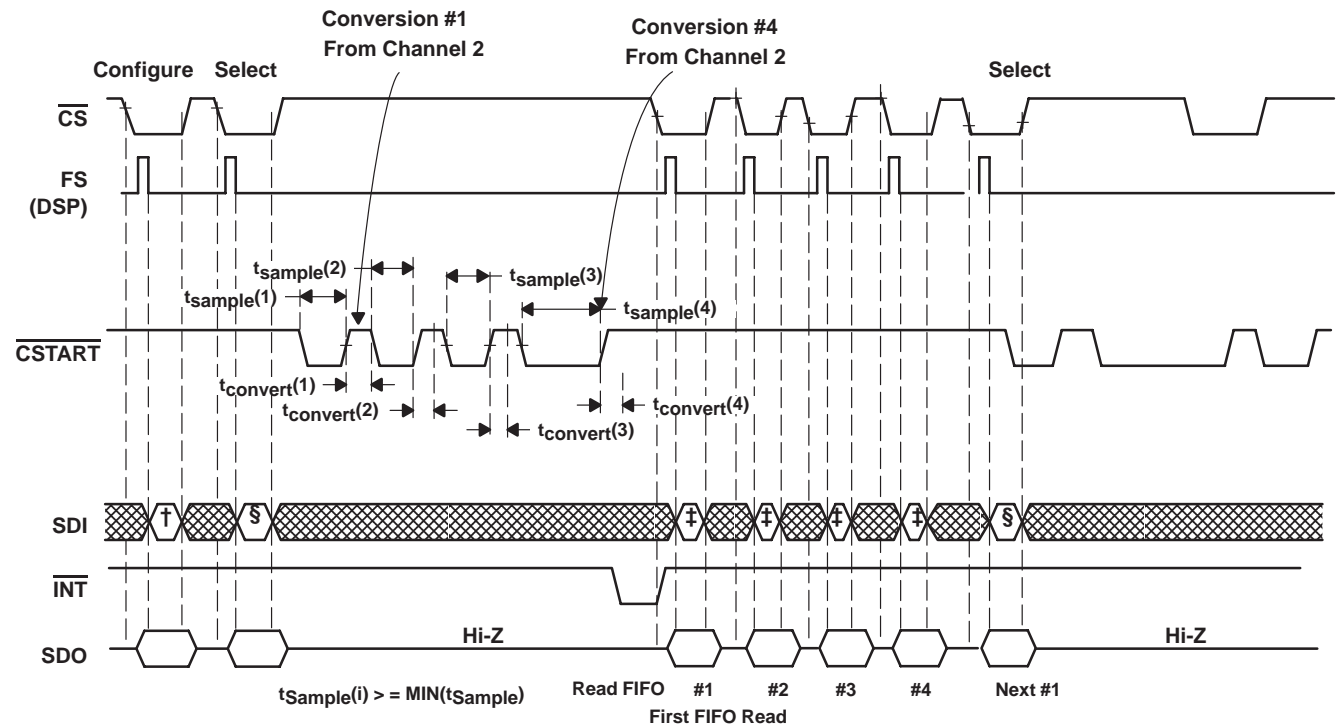 Conversion #1
From Channel 2
Conversion #4
From Channel 2
Configure
Select
Select
CS
FS
(DSP)
tsample(2)
tsample(3)
tsample(1)
tsample(4)
CSTART
tconvert(1)
tconvert(4)
tconvert(2)
tconvert(3)
SDI
†
§
‡
‡
‡
‡
§
INT
Hi-Z
Hi-Z
SDO
tSample(i) > = MIN(tSample)
Read FIFO
#1
#2
#3
#4
Next #1
First FIFO Read